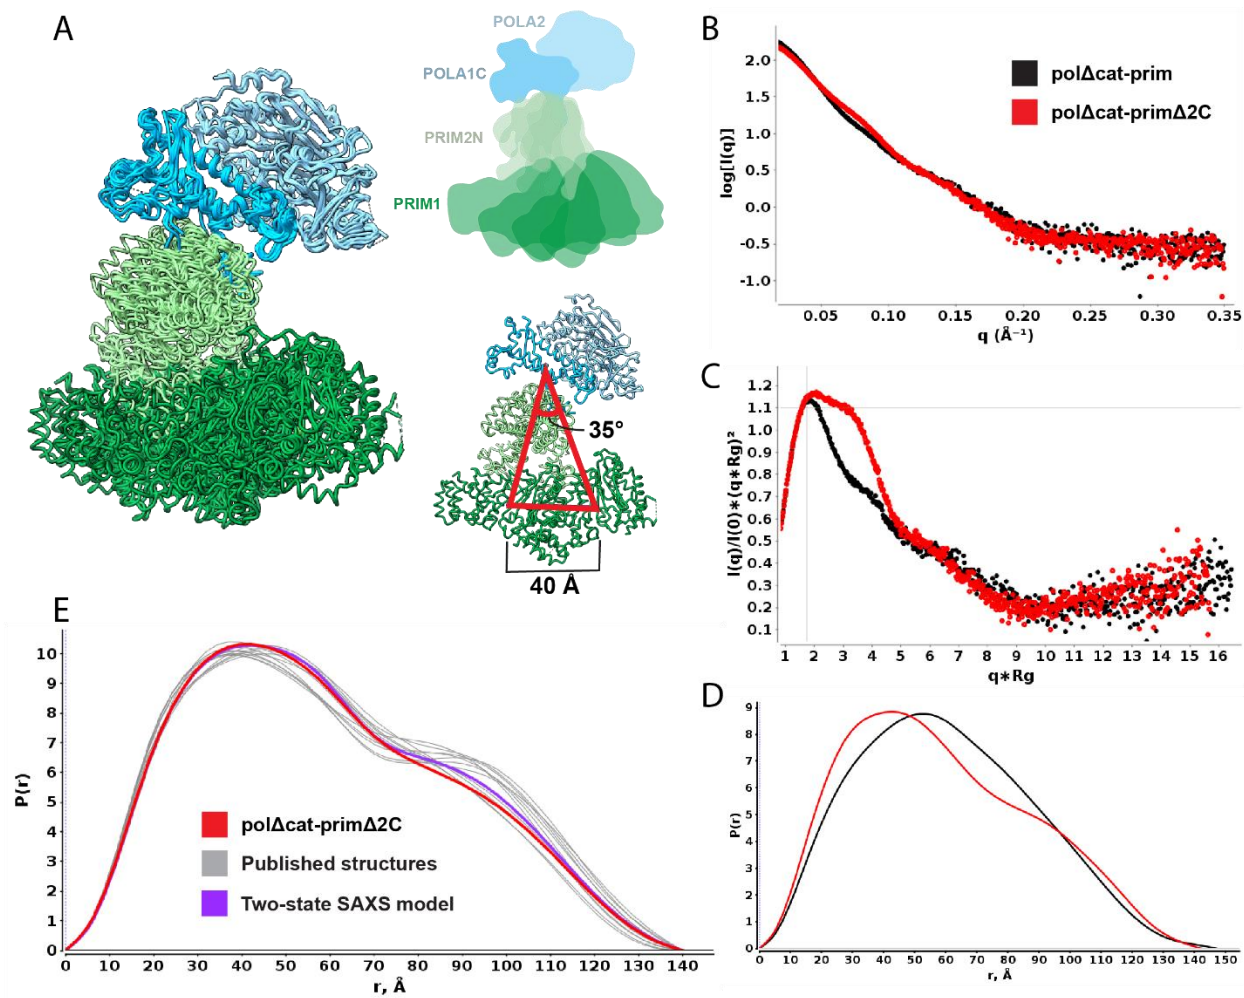 A
POLA2
POLA1C
PRIM2N
PRIM1
35°
40 Å
B
2.0
1.5
1.0
0.5
0.0
-0.5
-1.0
log[I(q)]
polΔcat-prim
polΔcat-primΔ2C
0.05 0.10 0.15 0.20 0.25 0.30 0.35
q (Å⁻¹)
C
1.2
1.1
1.0
0.9
0.8
0.7
0.6
0.5
0.4
0.3
0.2
0.1
I(q)/I(0)*(q*Rg)²
1 2 3 4 5 6 7 8 9 10 11 12 13 14 15 16
q*Rg
E
10
9
8
7
6
5
4
3
2
1
0
P(r)
polΔcat-primΔ2C
Published structures
Two-state SAXS model
0 10 20 30 40 50 60 70 80 90 100 110 120 130 140
r, Å
D
9
8
7
6
5
4
3
2
1
0
P(r)
0 10 20 30 40 50 60 70 80 90 100 110 120 130 140 150
r, Å